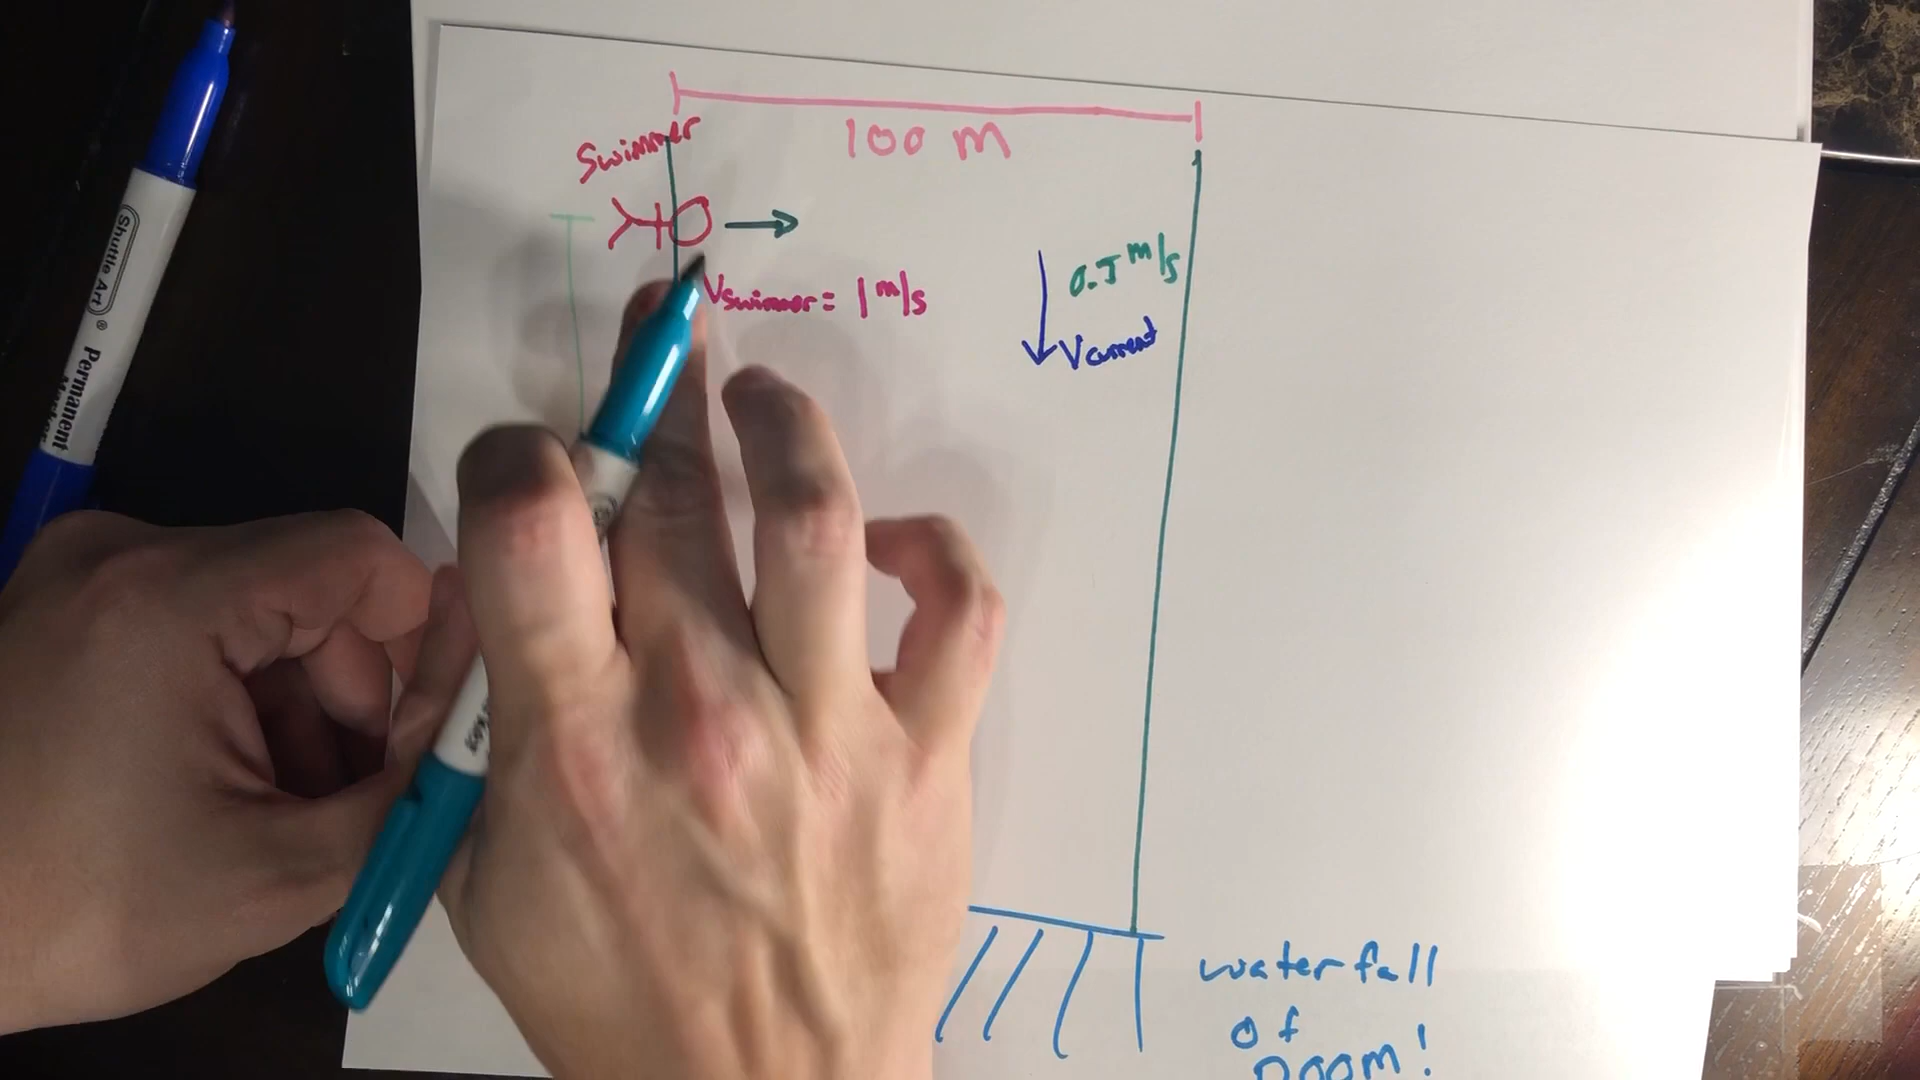 100 m
Swimmer
Vswimmer = 1 m/s
0.5 m/s
Vcurrent
waterfall
of
Doom!
Shuttle Art®
Permanent